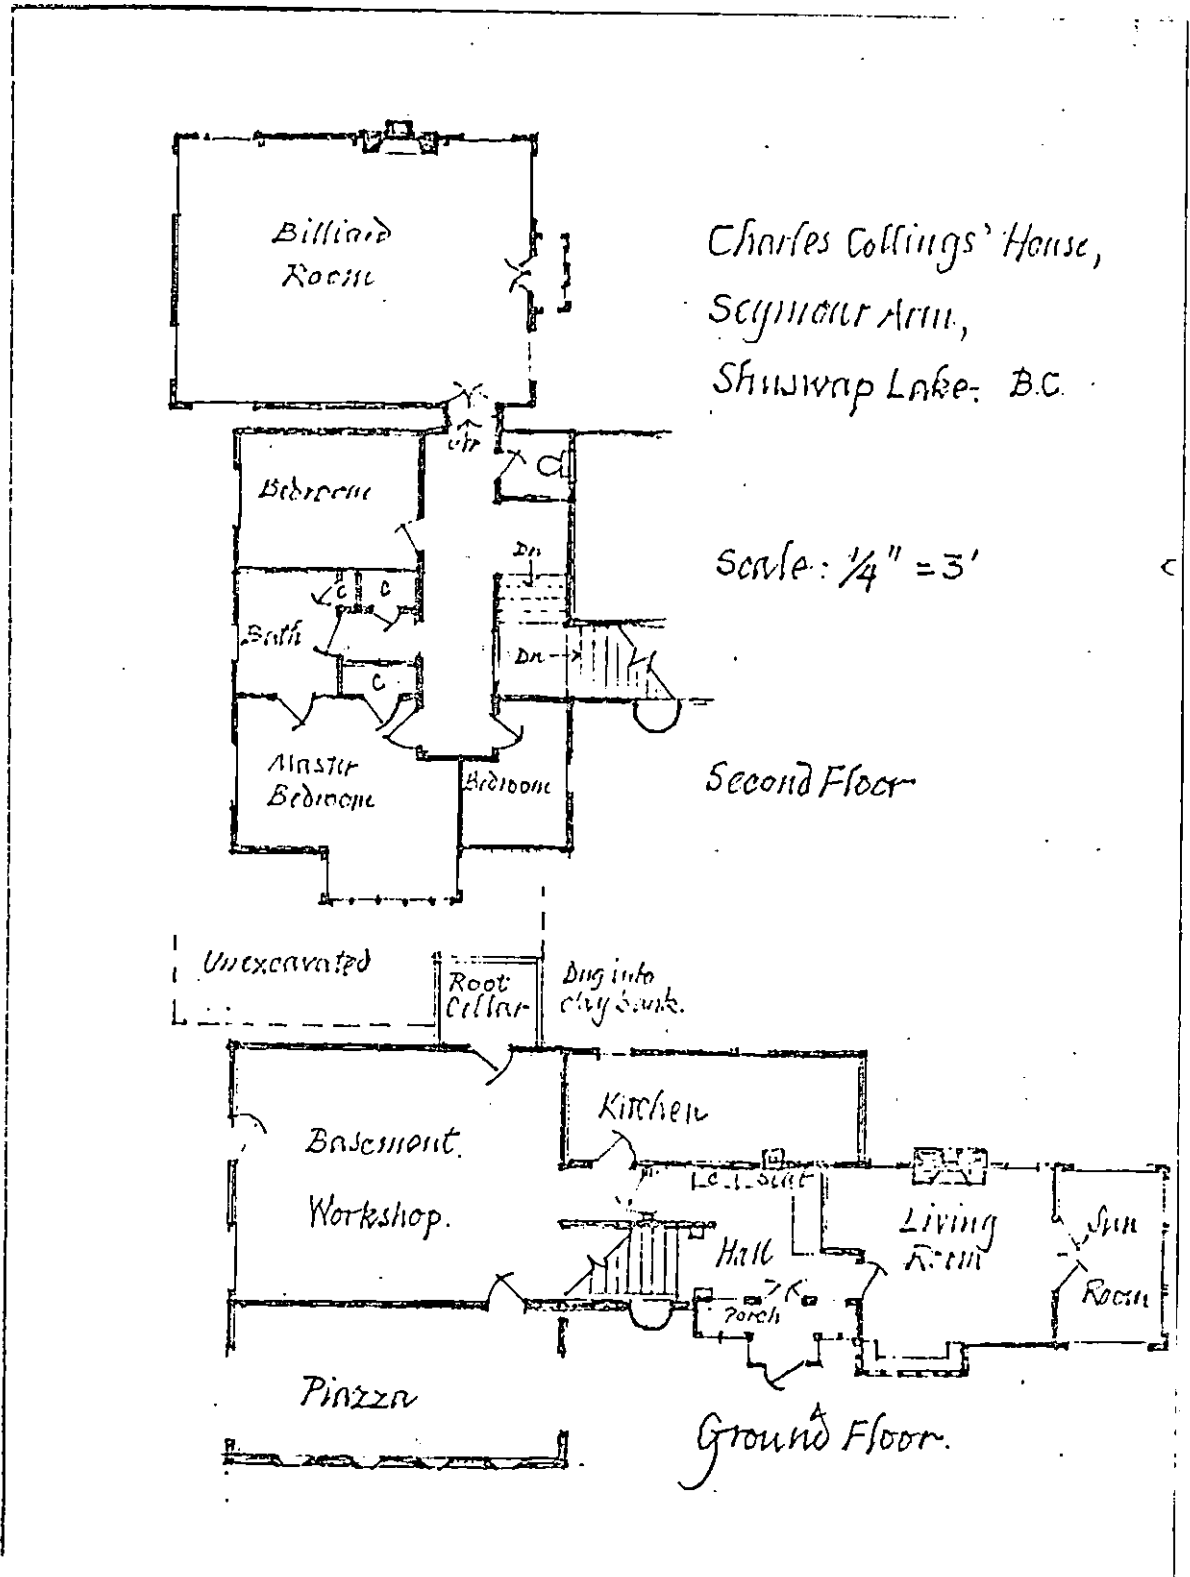 Billiard
Room
Charles Collings' House,
Seymour Arm,
Shuswap Lake. B.C.
Scale: 1/4" = 3'
up
Bedroom
Dn
C
C
Bath
Dn
C
Master
Bedroom
Bedroom
Second Floor
Unexcavated
Root
Cellar
Dug into
clay bank.
Kitchen
Basement
Workshop.
C
Seat
Hall
Living
Room
Sun
Room
Porch
Piazza
Ground Floor.